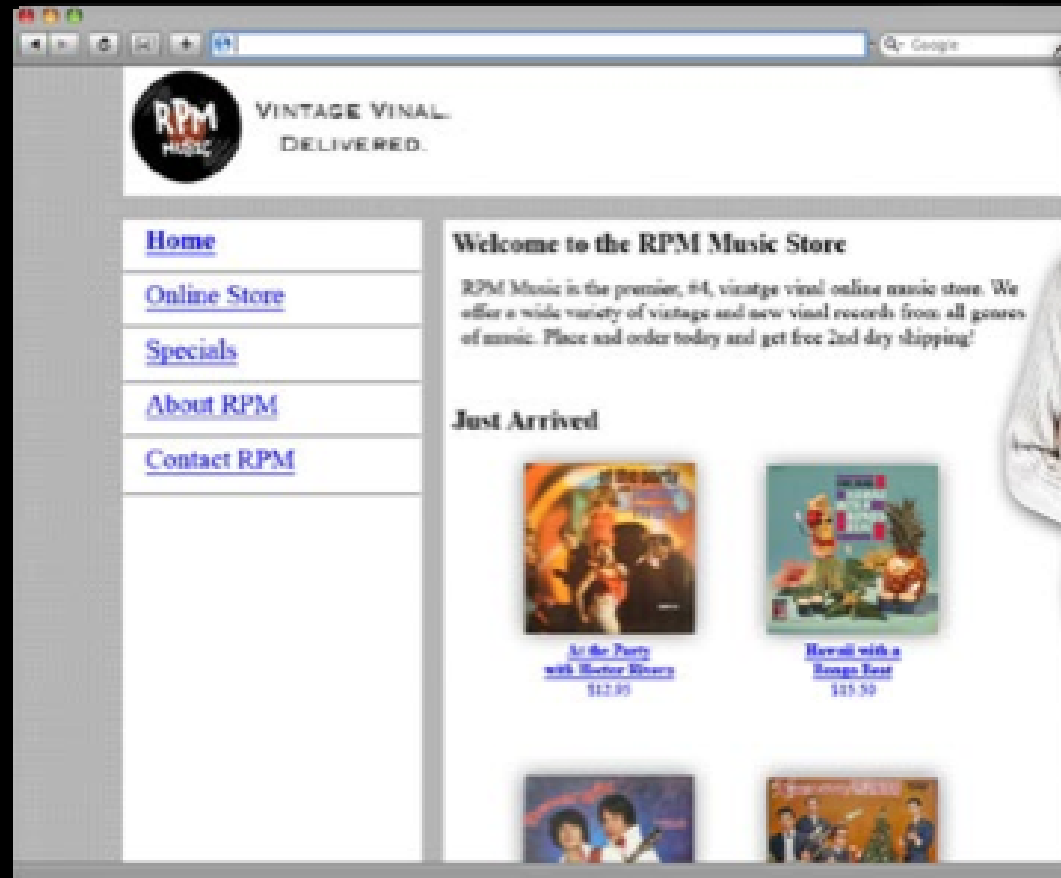 Google
RPM
MUSIC
VINTAGE VINAL.
DELIVERED.
Home
Online Store
Specials
About RPM
Contact RPM
Welcome to the RPM Music Store
RPM Music is the premier, #4, vinatge vinal online music store. We
offer a wide variety of vintage and new vinal records from all genres
of music. Place and order today and get free 2nd day shipping!
Just Arrived
at the party
At the Party
with Hector Rivera
$12.95
Hawaii with a
Bongo Beat
$15.50